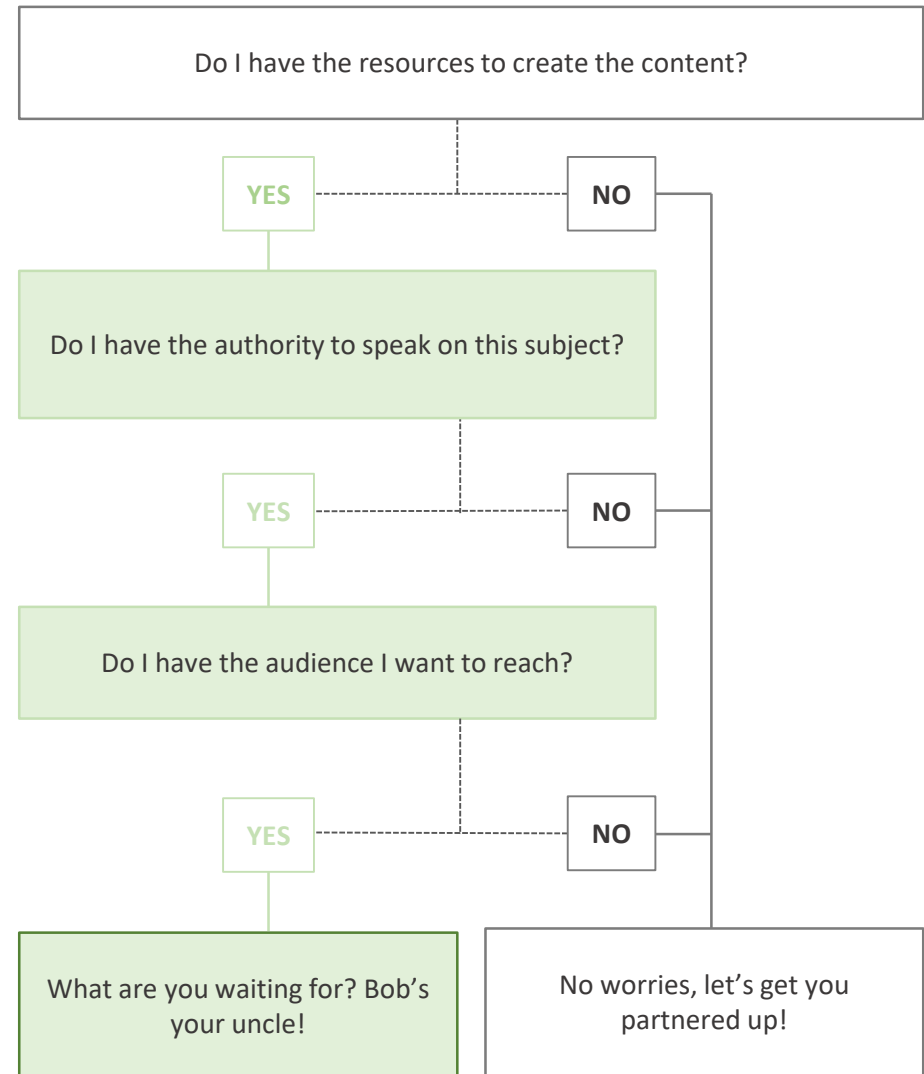 Do I have the resources to create the content?
YES
NO
Do I have the authority to speak on this subject?
YES
NO
Do I have the audience I want to reach?
YES
NO
What are you waiting for? Bob’s
your uncle!
No worries, let’s get you
partnered up!